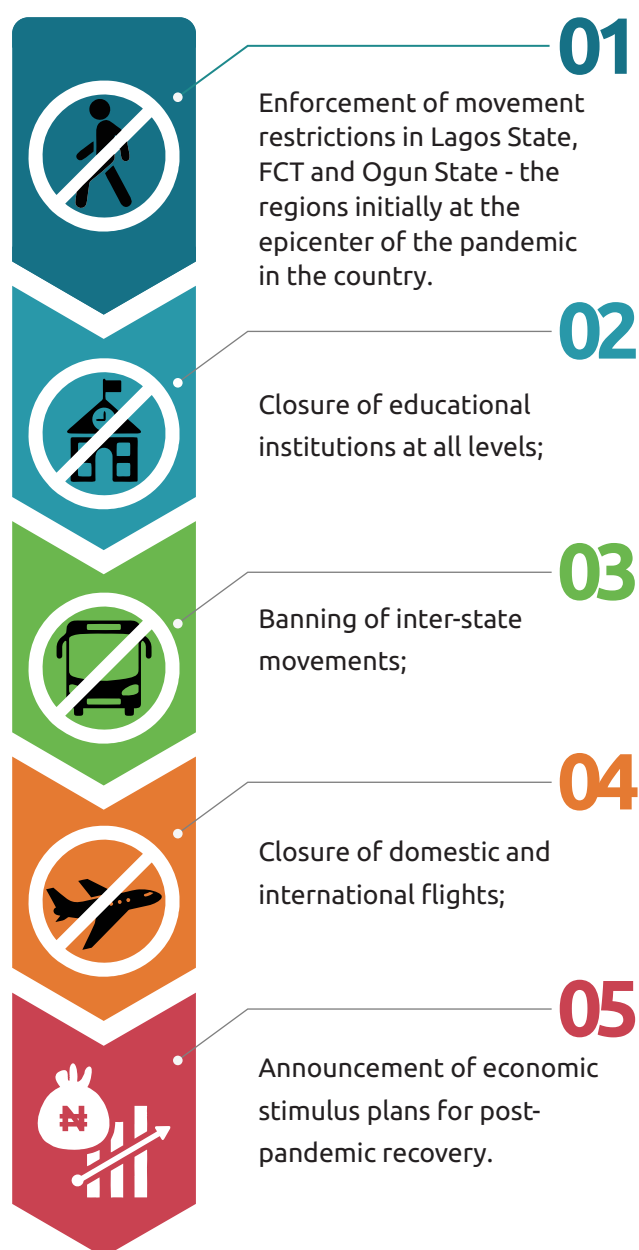 01
Enforcement of movement
restrictions in Lagos State,
FCT and Ogun State - the
regions initially at the
epicenter of the pandemic
in the country.
02
Closure of educational
institutions at all levels;
03
Banning of inter-state
movements;
04
Closure of domestic and
international flights;
05
Announcement of economic
stimulus plans for post-
pandemic recovery.
₦